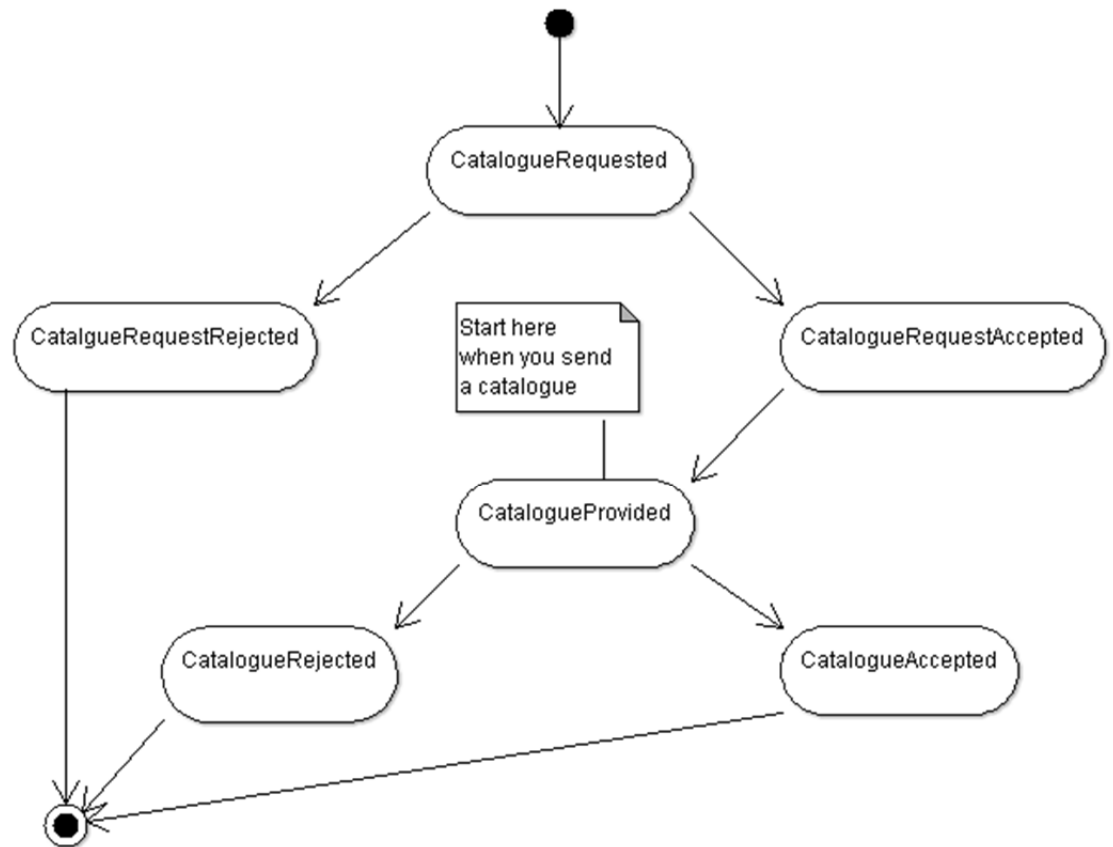 CatalogueRequested
CatalgueRequestRejected
Start here
when you send
a catalogue
CatalogueRequestAccepted
CatalogueProvided
CatalogueRejected
CatalogueAccepted